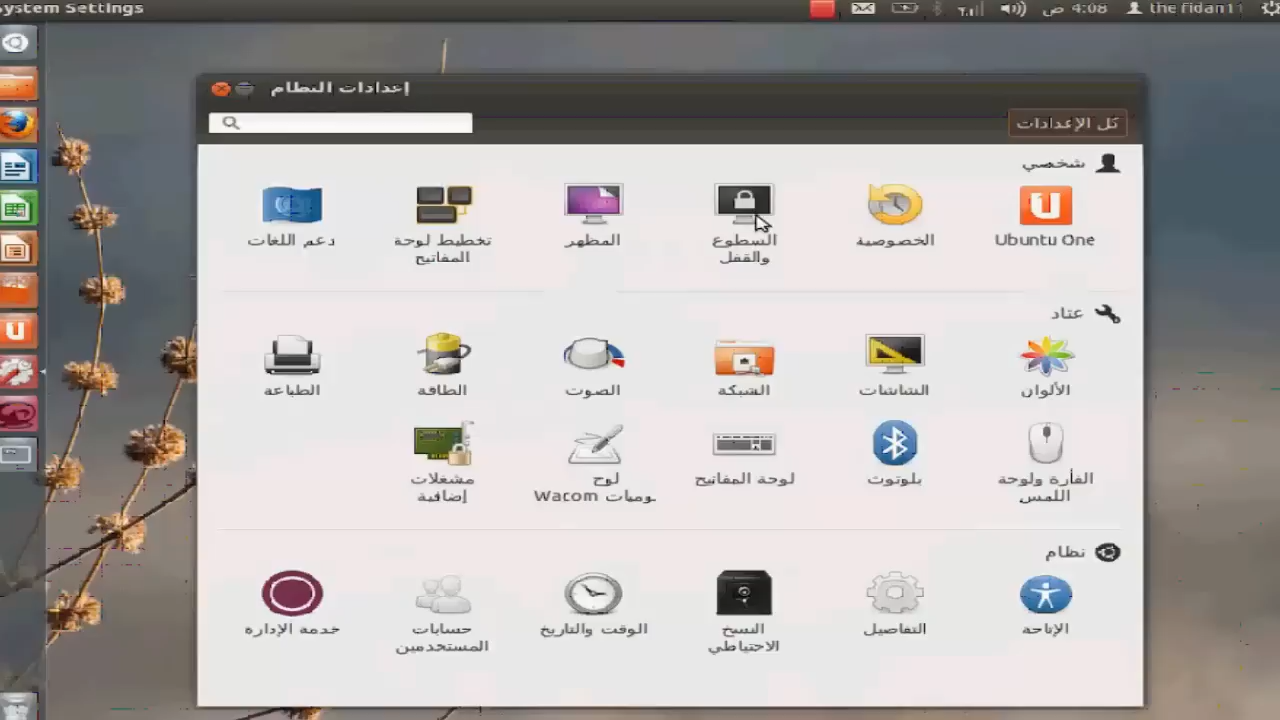 System Settings
ص 4:08
the fidan11
إعدادات النظام
كل الإعدادات
شخصي
Ubuntu One
الخصوصية
السطوع
والقفل
المظهر
تخطيط لوحة
المفاتيح
دعم اللغات
عتاد
الألوان
الشاشات
الشبكة
الصوت
الطاقة
الطباعة
الفأرة ولوحة
اللمس
بلوتوث
لوحة المفاتيح
لوح
Wacom
مشغلات
إضافية
نظام
الإتاحة
التفاصيل
النسخ
الاحتياطي
الوقت والتاريخ
حسابات
المستخدمين
خدمة الإدارة